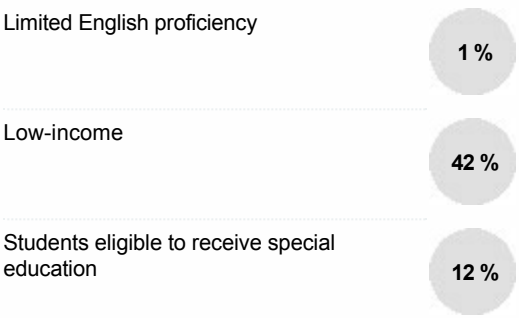 Limited English proficiency
1 %
Low-income
42 %
Students eligible to receive special
education
12 %